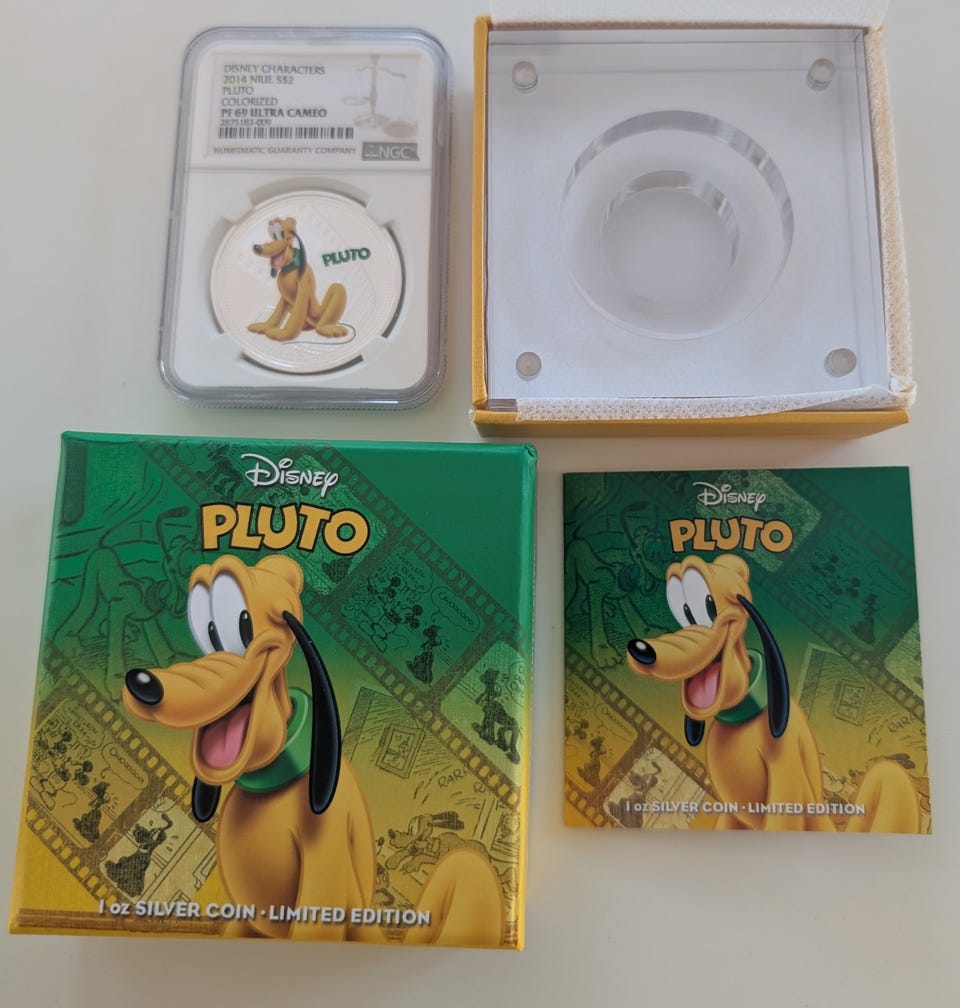 DISNEY CHARACTERS
2014 NIUE S$2
PLUTO
COLORIZED
PF 69 ULTRA CAMEO
2875183-009
NUMISMATIC GUARANTY COMPANY NGC
PLUTO
Disney
PLUTO
1 oz SILVER COIN · LIMITED EDITION
Disney
PLUTO
1 oz SILVER COIN · LIMITED EDITION